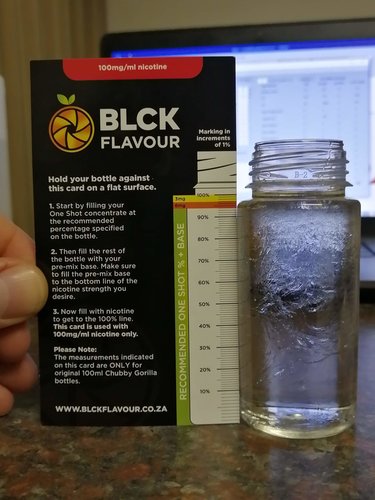 100mg/ml nicotine
BLCK
FLAVOUR
Marking in
increments
of 1%
Hold your bottle against
this card on a flat surface.
1. Start by filling your
One Shot concentrate at
the recommended
percentage specified
on the bottle.
2. Then fill the rest
of the bottle with your
pre-mix base. Make sure
to fill the pre-mix base
to the bottom line of the
nicotine strength you
desire.
3. Now fill with nicotine
to get to the 100% line.
This card is used with
100mg/ml nicotine only.
Please Note:
The measurements indicated
on this card are ONLY for
original 100ml Chubby Gorilla
bottles.
WWW.BLCKFLAVOUR.CO.ZA
RECOMMENDED ONE SHOT % + BASE
100%
3mg
6mg
90%
80%
70%
60%
50%
40%
30%
20%
10%
B-2